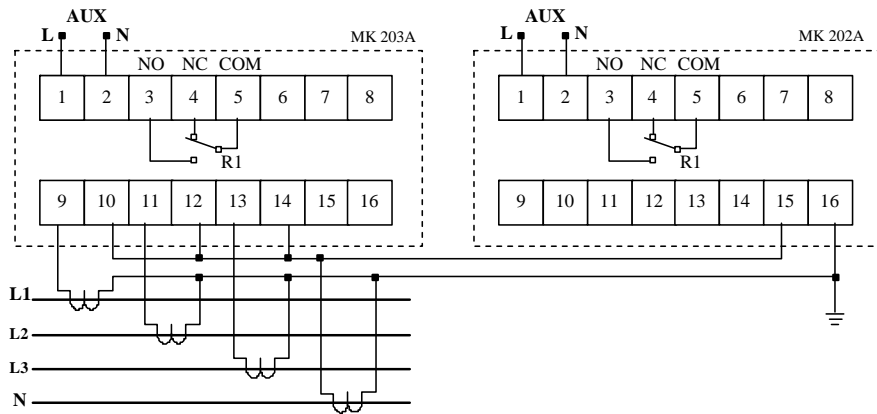 AUX AUX
L N MK 203A L N MK 202A
NO NC COM NO NC COM
1 2 3 4 5 6 7 8 1 2 3 4 5 6 7 8
R1 R1
9 10 11 12 13 14 15 16 9 10 11 12 13 14 15 16
L1
L2
L3
N